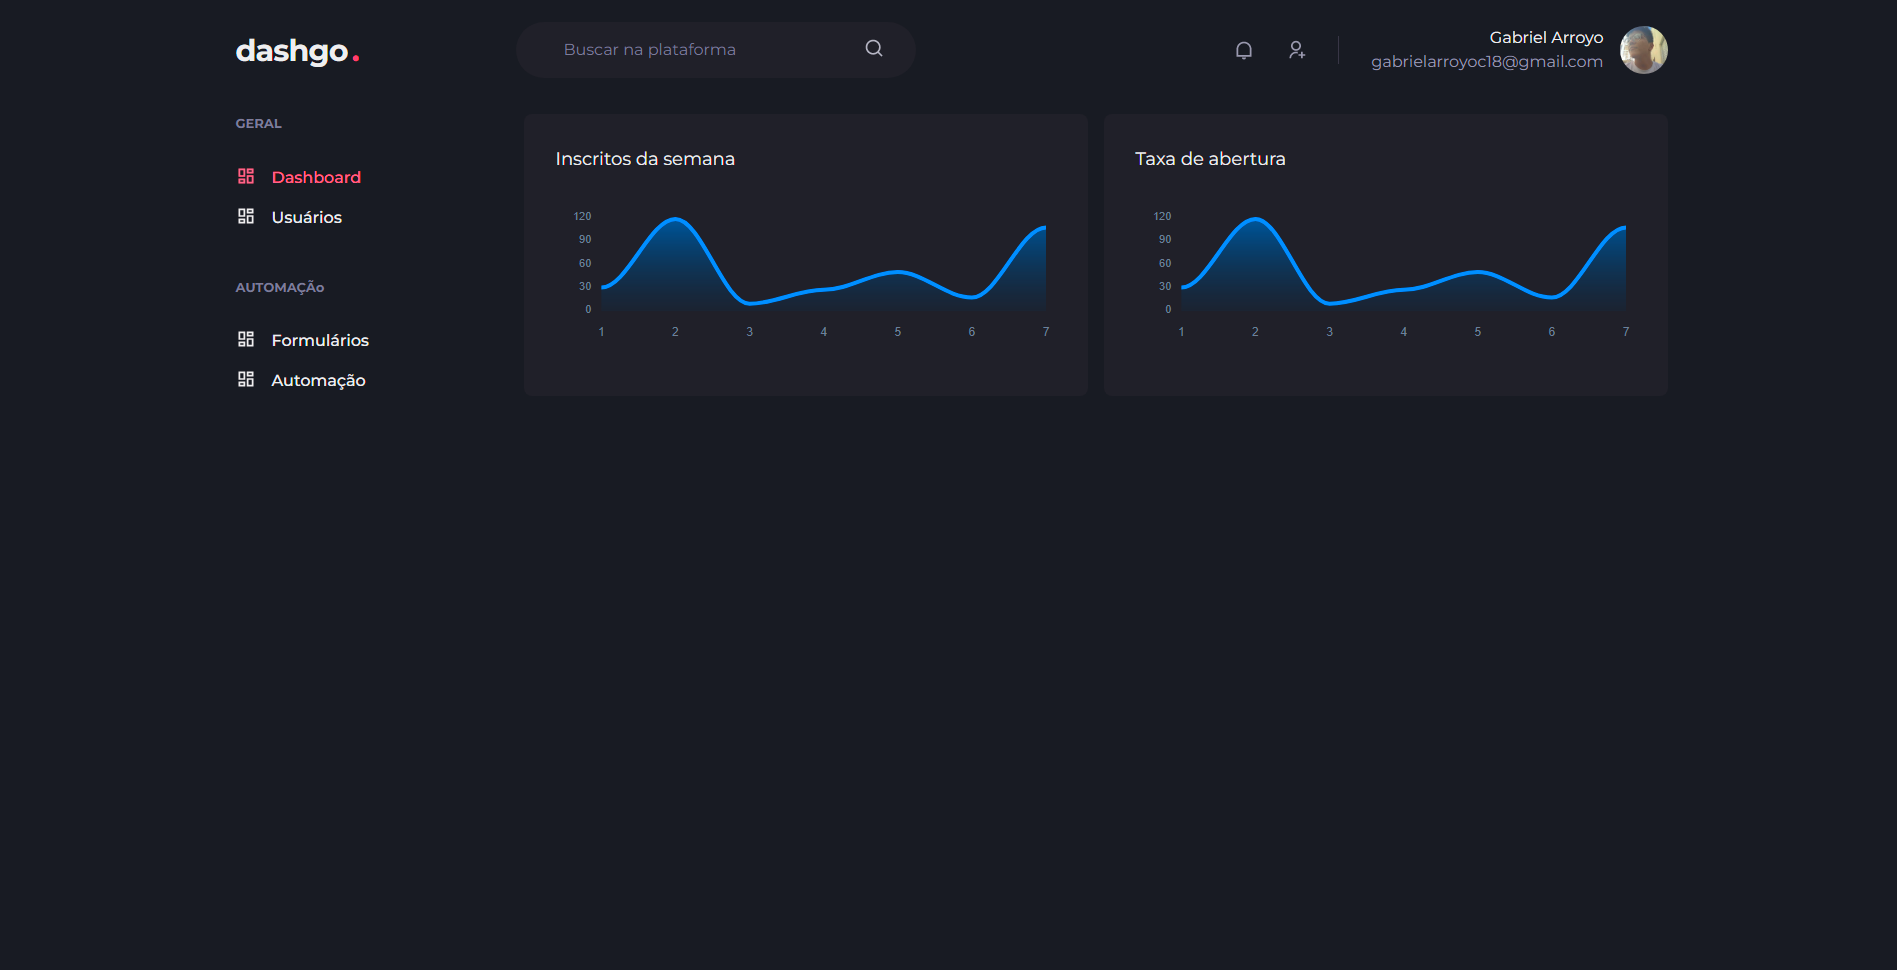 dashgo.
Buscar na plataforma
Gabriel Arroyo
gabrielarroyoc18@gmail.com
GERAL
Dashboard
Usuários
AUTOMAÇÃo
Formulários
Automação
Inscritos da semana
120
90
60
30
0
1 2 3 4 5 6 7
Taxa de abertura
120
90
60
30
0
1 2 3 4 5 6 7